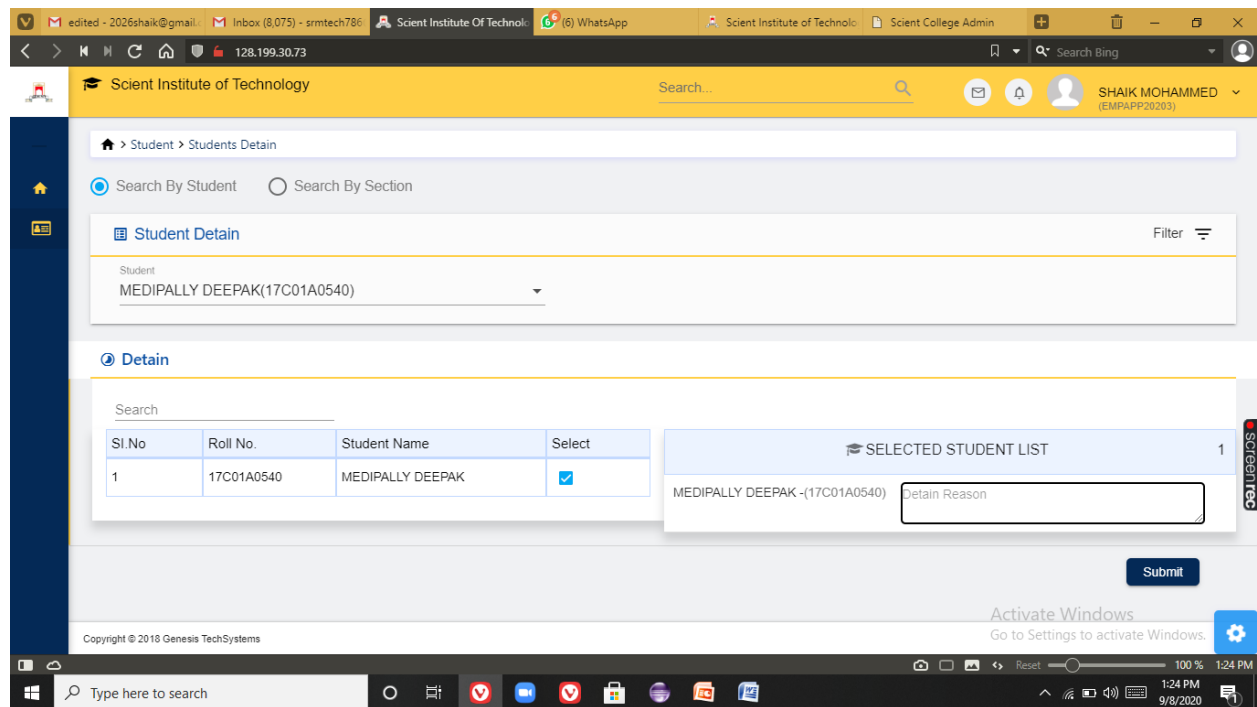 edited - 2026shaik@gmail. Inbox (8,075) - srmtech786 Scient Institute Of Technolo (6) WhatsApp Scient Institute of Technolo Scient College Admin
128.199.30.73 Search Bing
Scient Institute of Technology Search... SHAIK MOHAMMED
(EMPAPP20203)
> Student > Students Detain
Search By Student Search By Section
Student Detain Filter
Student
MEDIPALLY DEEPAK(17C01A0540)
Detain
Search
SI.No Roll No. Student Name Select
1 17C01A0540 MEDIPALLY DEEPAK
SELECTED STUDENT LIST 1
MEDIPALLY DEEPAK -(17C01A0540) Detain Reason
screenrec
Submit
Activate Windows
Go to Settings to activate Windows.
Copyright © 2018 Genesis TechSystems
Reset 100 % 1:24 PM
Type here to search 1:24 PM
9/8/2020